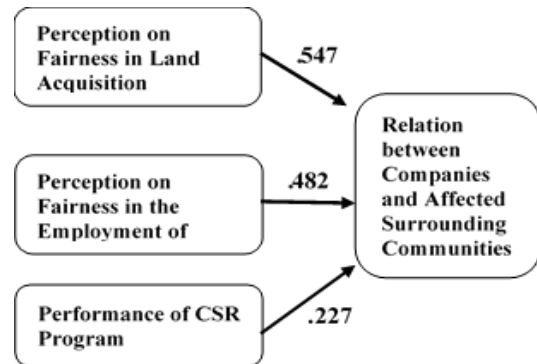 Perception on
Fairness in Land
Acquisition
.547
Perception on
Fairness in the
Employment of
.482
Performance of CSR
Program
.227
Relation
between
Companies
and Affected
Surrounding
Communities